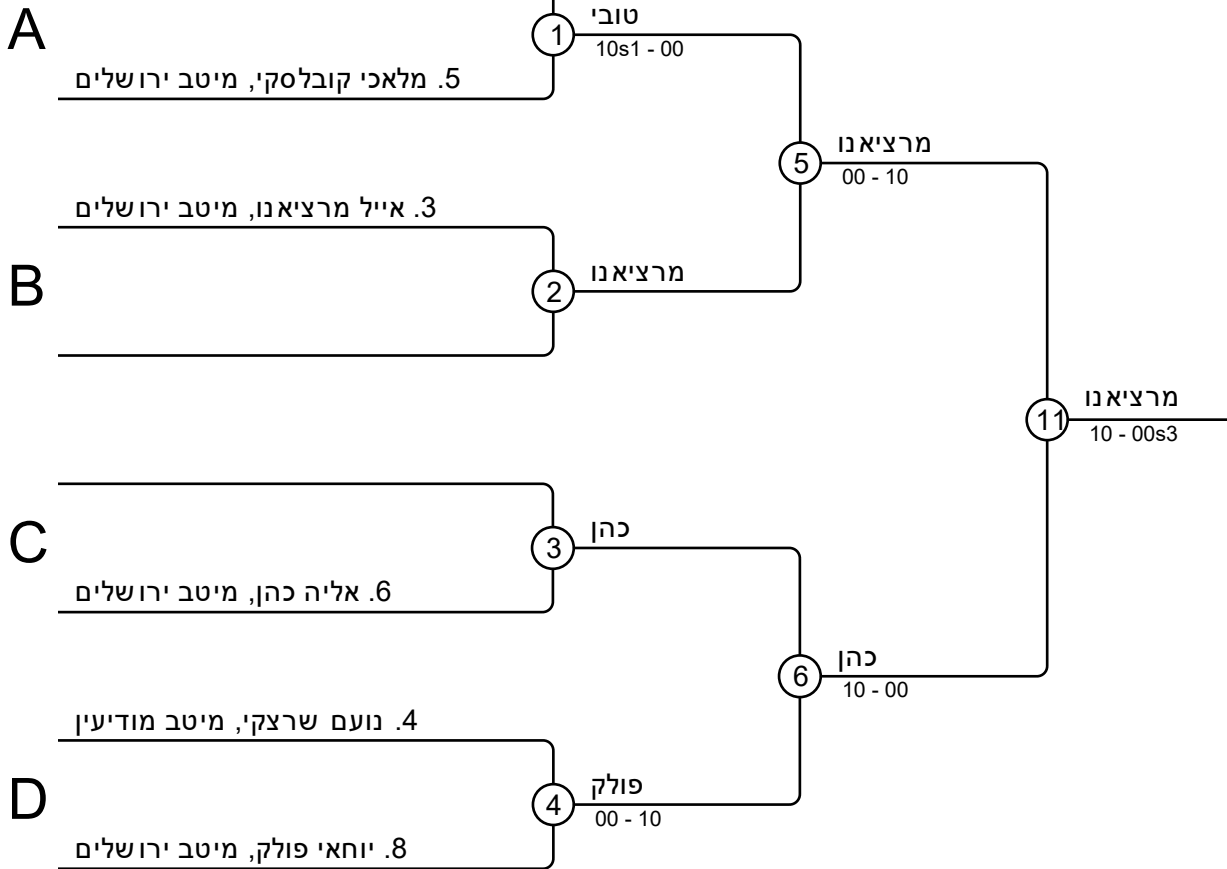 A
טובי
1
10s1 - 00
5. מלאכי קובלסקי, מיטב ירושלים
מרציאנו
5
00 - 10
3. אייל מרציאנו, מיטב ירושלים
B
מרציאנו
2
מרציאנו
11
10 - 00s3
C
כהן
3
6. אליה כהן, מיטב ירושלים
כהן
6
10 - 00
4. נועם שרצקי, מיטב מודיעין
D
פולק
4
00 - 10
8. יוחאי פולק, מיטב ירושלים